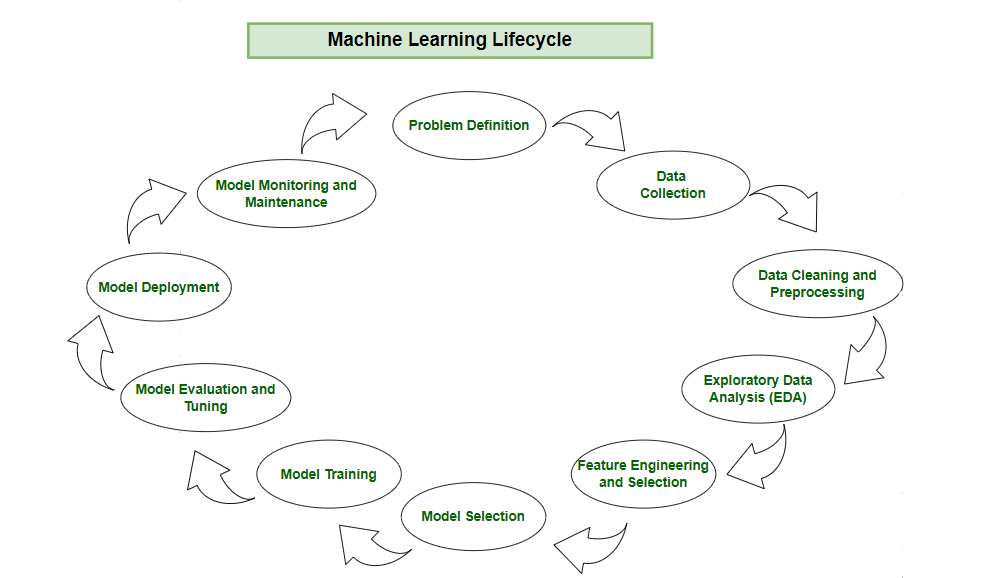 Machine Learning Lifecycle
Problem Definition
Data
Collection
Data Cleaning and
Preprocessing
Exploratory Data
Analysis (EDA)
Feature Engineering
and Selection
Model Selection
Model Training
Model Evaluation and
Tuning
Model Deployment
Model Monitoring and
Maintenance